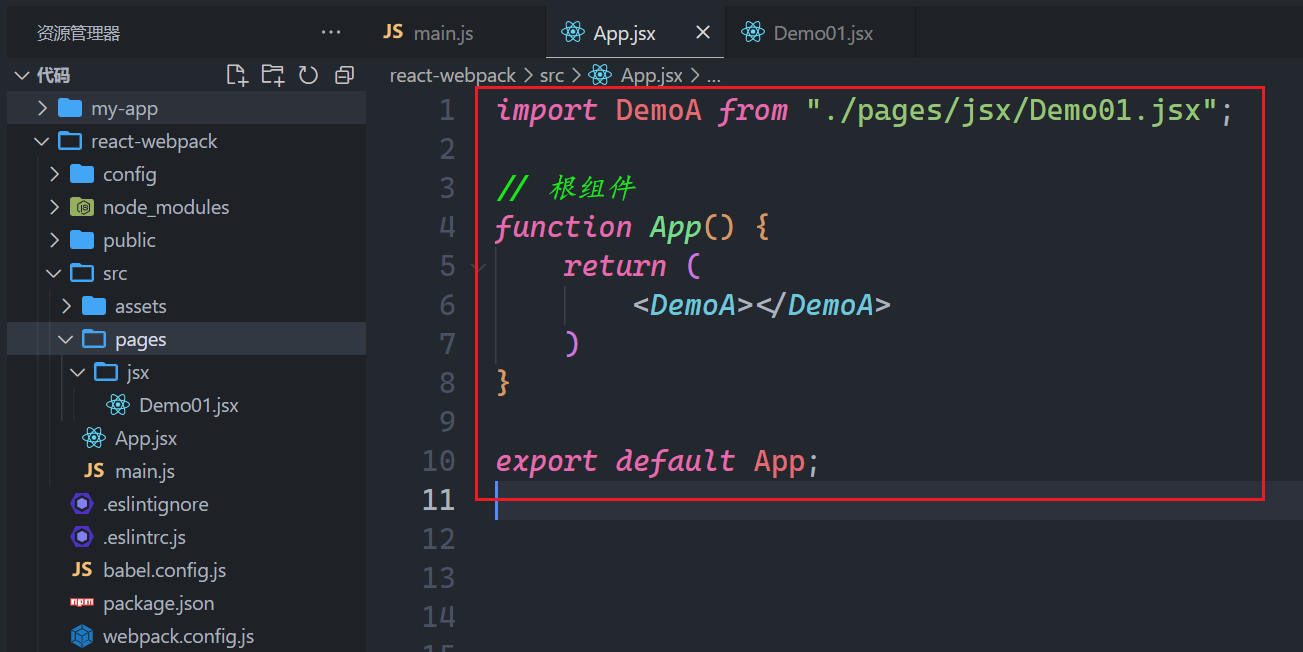 资源管理器 ···
代码
my-app
react-webpack
config
node_modules
public
src
assets
pages
jsx
Demo01.jsx
App.jsx
JS main.js
.eslintignore
.eslintrc.js
JS babel.config.js
npm package.json
webpack.config.js
JS main.js App.jsx Demo01.jsx
react-webpack > src > App.jsx > ...
1 import DemoA from "./pages/jsx/Demo01.jsx";
2
3 // 根组件
4 function App() {
5 return (
6 <DemoA></DemoA>
7 )
8 }
9
10 export default App;
11
12
13
14
15